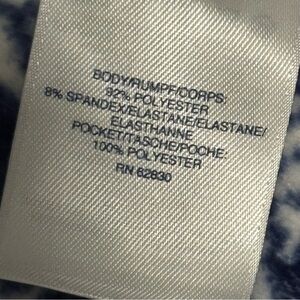 BODY/RUMPF/CORPS:
92% POLYESTER
8% SPANDEX/ELASTANE/ELASTANE/
ELASTHANNE
POCKET/TASCHE/POCHE:
100% POLYESTER
RN 62830